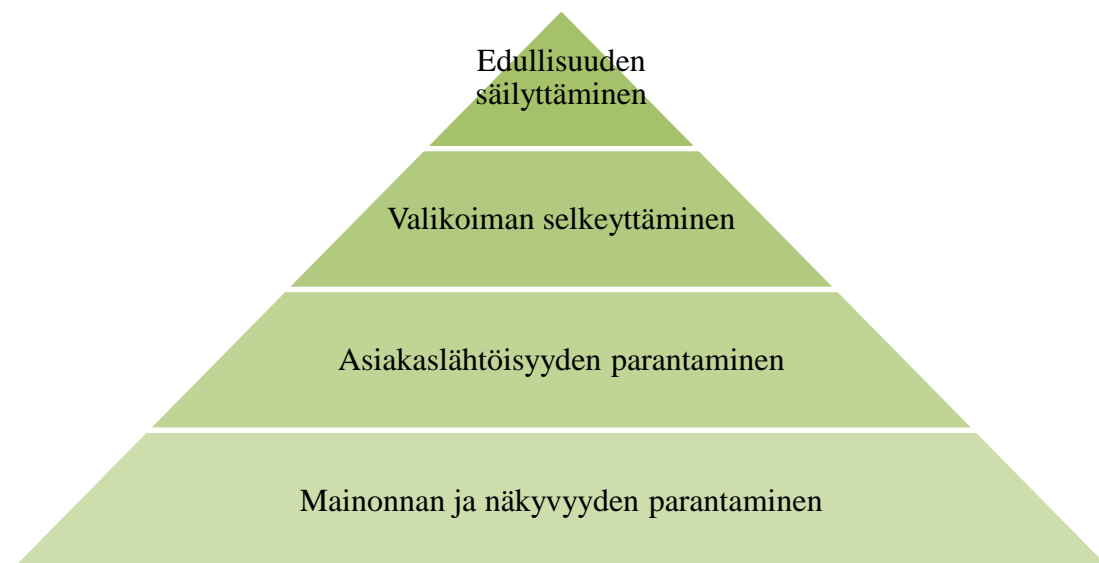 Edullisuuden
säilyttäminen
Valikoiman selkeyttäminen
Asiakaslähtöisyyden parantaminen
Mainonnan ja näkyvyyden parantaminen